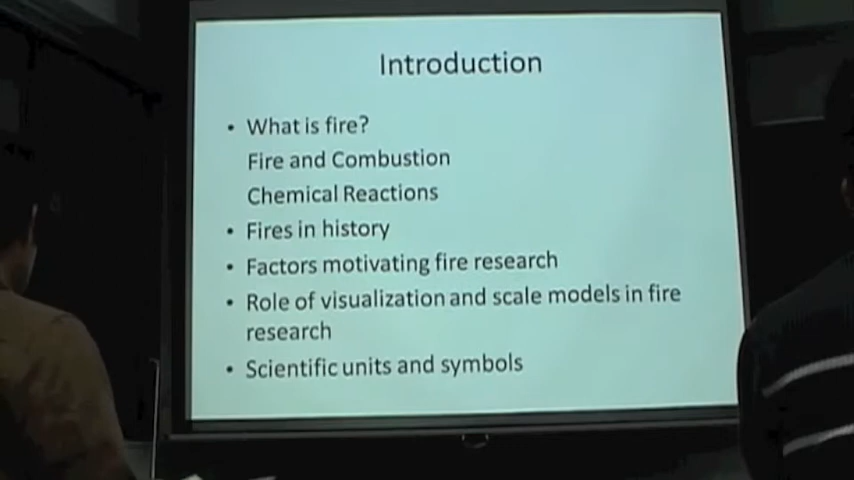 Introduction
• What is fire?
Fire and Combustion
Chemical Reactions
• Fires in history
• Factors motivating fire research
• Role of visualization and scale models in fire
research
• Scientific units and symbols